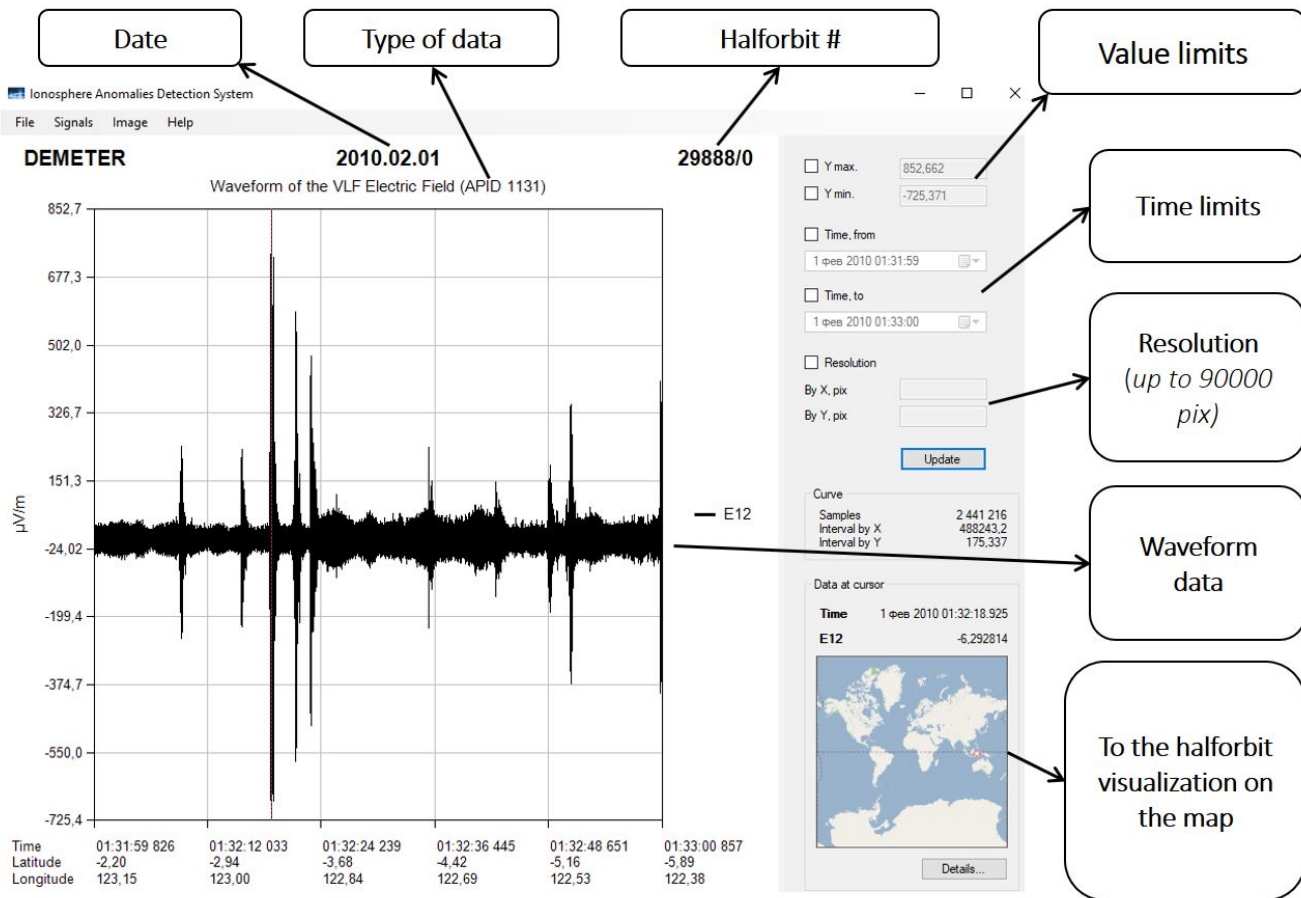 Date
Type of data
Halforbit #
Value limits
Ionosphere Anomalies Detection System
File Signals Image Help
DEMETER 2010.02.01 29888/0
Waveform of the VLF Electric Field (APID 1131)
852,7
677,3
502,0
326,7
151,3
-24,02
-199,4
-374,7
-550,0
-725,4
µV/m
E12
Time 01:31:59 826 01:32:12 033 01:32:24 239 01:32:36 445 01:32:48 651 01:33:00 857
Latitude -2,20 -2,94 -3,68 -4,42 -5,16 -5,89
Longitude 123,15 123,00 122,84 122,69 122,53 122,38
Y max. 852,662
Y min. -725,371
Time, from
1 фев 2010 01:31:59
Time, to
1 фев 2010 01:33:00
Resolution
By X, pix
By Y, pix
Update
Curve
Samples 2 441 216
Interval by X 488243,2
Interval by Y 175,337
Data at cursor
Time 1 фев 2010 01:32:18.925
E12 -6,292814
Details...
Time limits
Resolution
(up to 90000
pix)
Waveform
data
To the halforbit
visualization on
the map